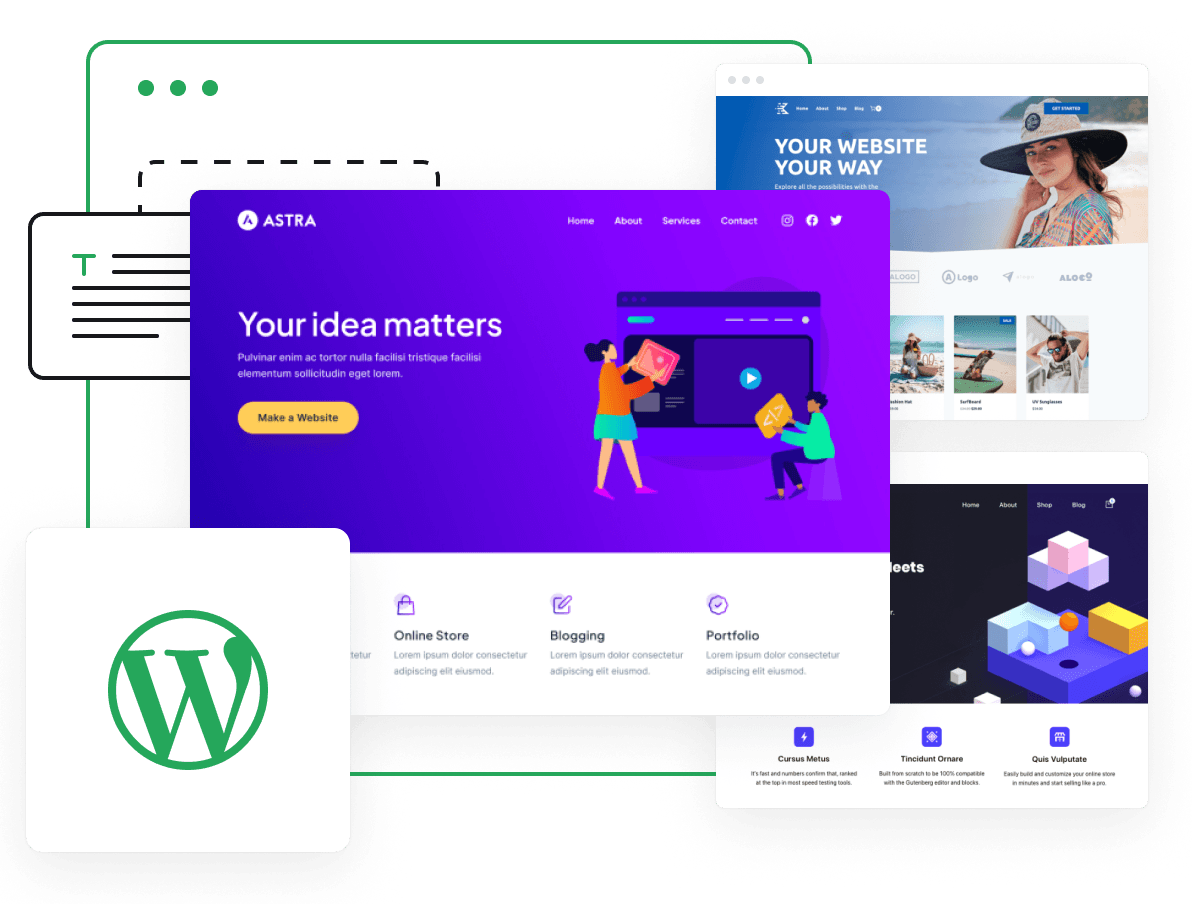 Home About Shop Blog
GET STARTED
YOUR WEBSITE
YOUR WAY
Explore all the possibilities with the
T
ASTRA
Home About Services Contact
Your idea matters
Pulvinar enim ac tortor nulla facilisi tristique facilisi
elementum sollicitudin eget lorem.
Make a Website
ALOGO
Logo
ALOGO
SALE
SurfBoard
UV Sunglasses
Home About Shop Blog
Online Store
Lorem ipsum dolor consectetur
adipiscing elit eiusmod.
Blogging
Lorem ipsum dolor consectetur
adipiscing elit eiusmod.
Portfolio
Lorem ipsum dolor consectetur
adipiscing elit eiusmod.
Cursus Metus
It's fast and numbers confirm that, ranked
at the top in most speed testing tools.
Tincidunt Ornare
Built from scratch to be 100% compatible
with the Gutenberg editor and blocks.
Quis Vulputate
Easily build and customize your online store
in minutes and start selling like a pro.